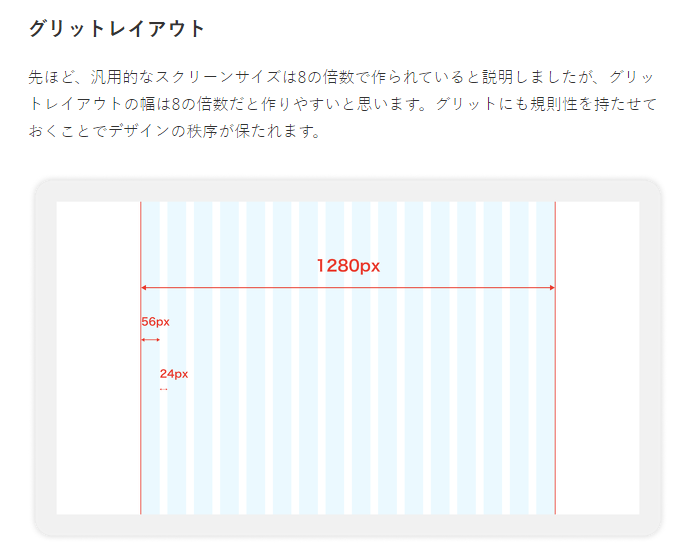 グリットレイアウト
先ほど、汎用的なスクリーンサイズは8の倍数で作られていると説明しましたが、グリッ
トレイアウトの幅は8の倍数だと作りやすいと思います。グリットにも規則性を持たせて
おくことでデザインの秩序が保たれます。
1280px
56px
24px